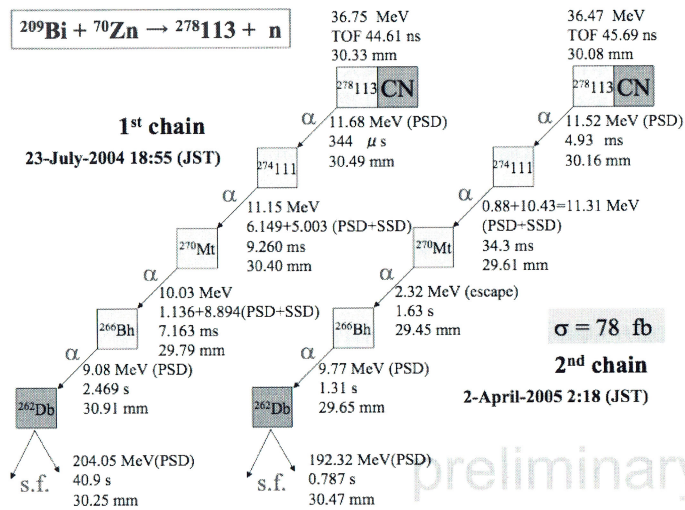 ²⁰⁹Bi + ⁷⁰Zn → ²⁷⁸113 + n
1st chain
23-July-2004 18:55 (JST)
36.75 MeV
TOF 44.61 ns
30.33 mm
²⁷⁸113 CN
α
11.68 MeV (PSD)
344 μs
30.49 mm
²⁷⁴111
α
11.15 MeV
6.149+5.003 (PSD+SSD)
9.260 ms
30.40 mm
²⁷⁰Mt
α
10.03 MeV
1.136+8.894(PSD+SSD)
7.163 ms
29.79 mm
²⁶⁶Bh
α
9.08 MeV (PSD)
2.469 s
30.91 mm
²⁶²Db
204.05 MeV(PSD)
40.9 s
30.25 mm
s.f.
36.47 MeV
TOF 45.69 ns
30.08 mm
²⁷⁸113 CN
α
11.52 MeV (PSD)
4.93 ms
30.16 mm
²⁷⁴111
α
0.88+10.43=11.31 MeV
(PSD+SSD)
34.3 ms
29.61 mm
²⁷⁰Mt
α
2.32 MeV (escape)
1.63 s
29.45 mm
²⁶⁶Bh
α
9.77 MeV (PSD)
1.31 s
29.65 mm
²⁶²Db
192.32 MeV(PSD)
0.787 s
30.47 mm
s.f.
σ = 78 fb
2nd chain
2-April-2005 2:18 (JST)
preliminary